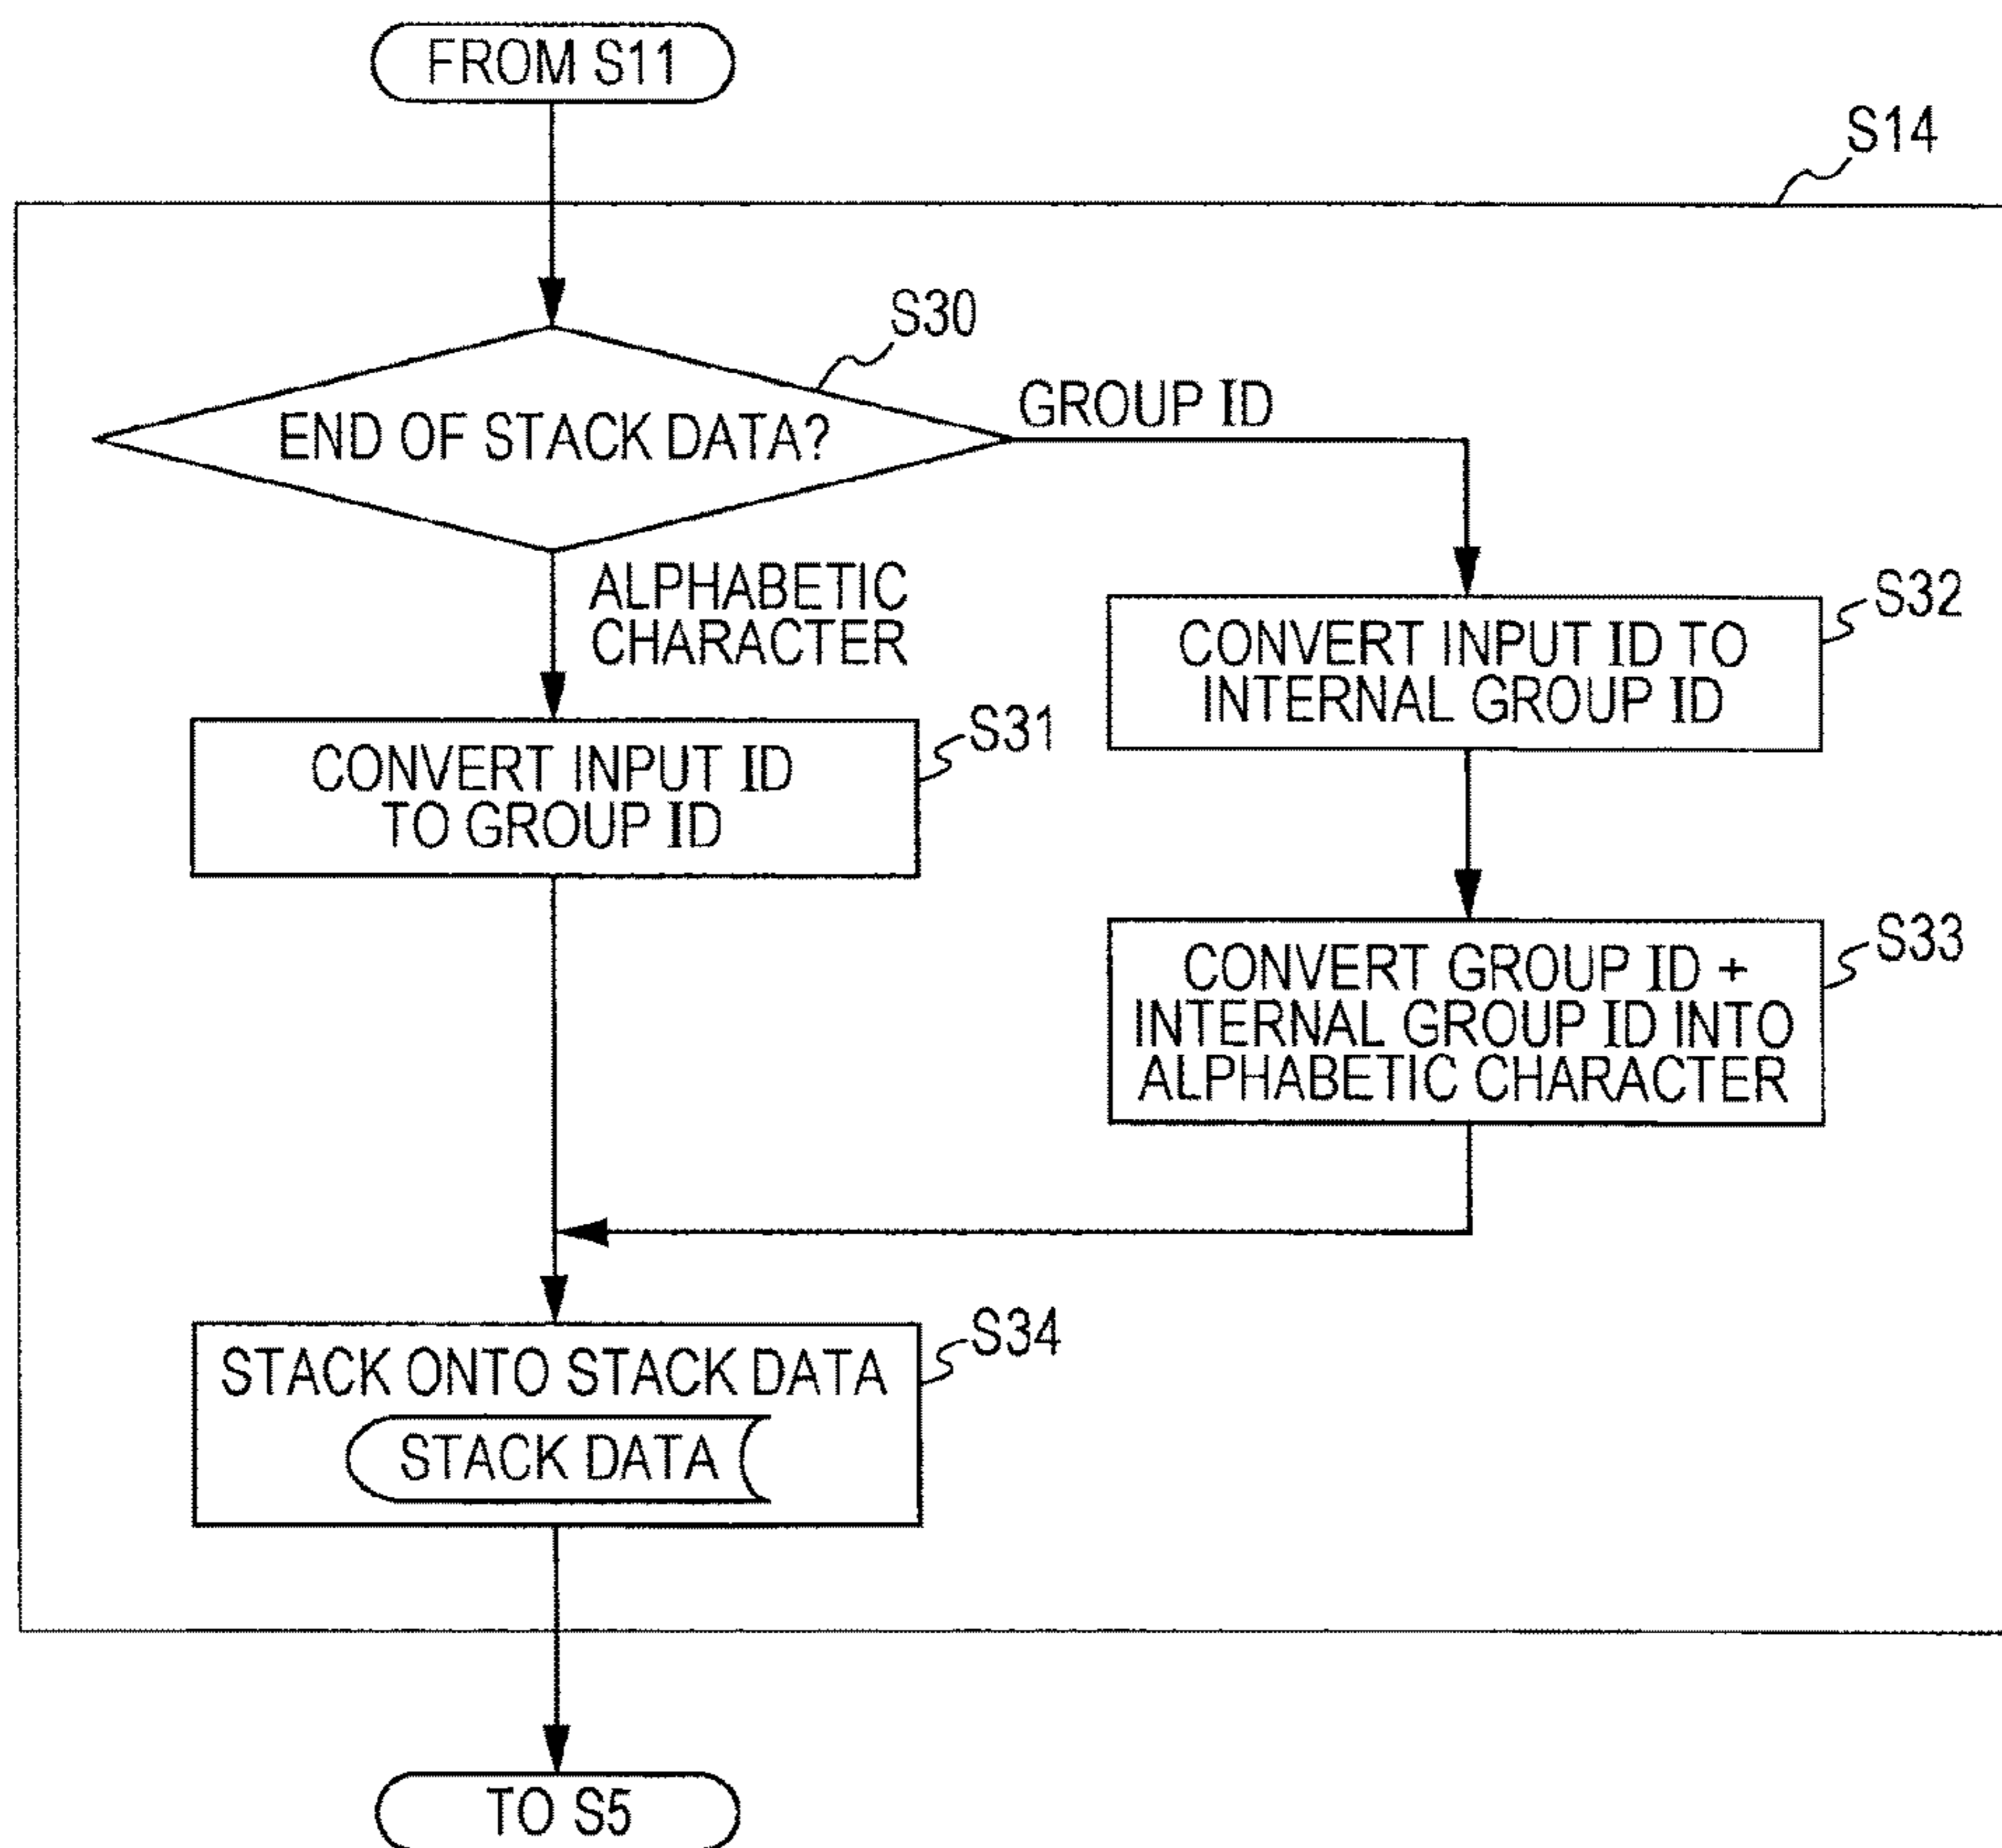 FROM S11
S14
S30
END OF STACK DATA?
GROUP ID
ALPHABETIC
CHARACTER
S32
CONVERT INPUT ID TO
INTERNAL GROUP ID
S31
CONVERT INPUT ID
TO GROUP ID
S33
CONVERT GROUP ID +
INTERNAL GROUP ID INTO
ALPHABETIC CHARACTER
S34
STACK ONTO STACK DATA
STACK DATA
TO S5